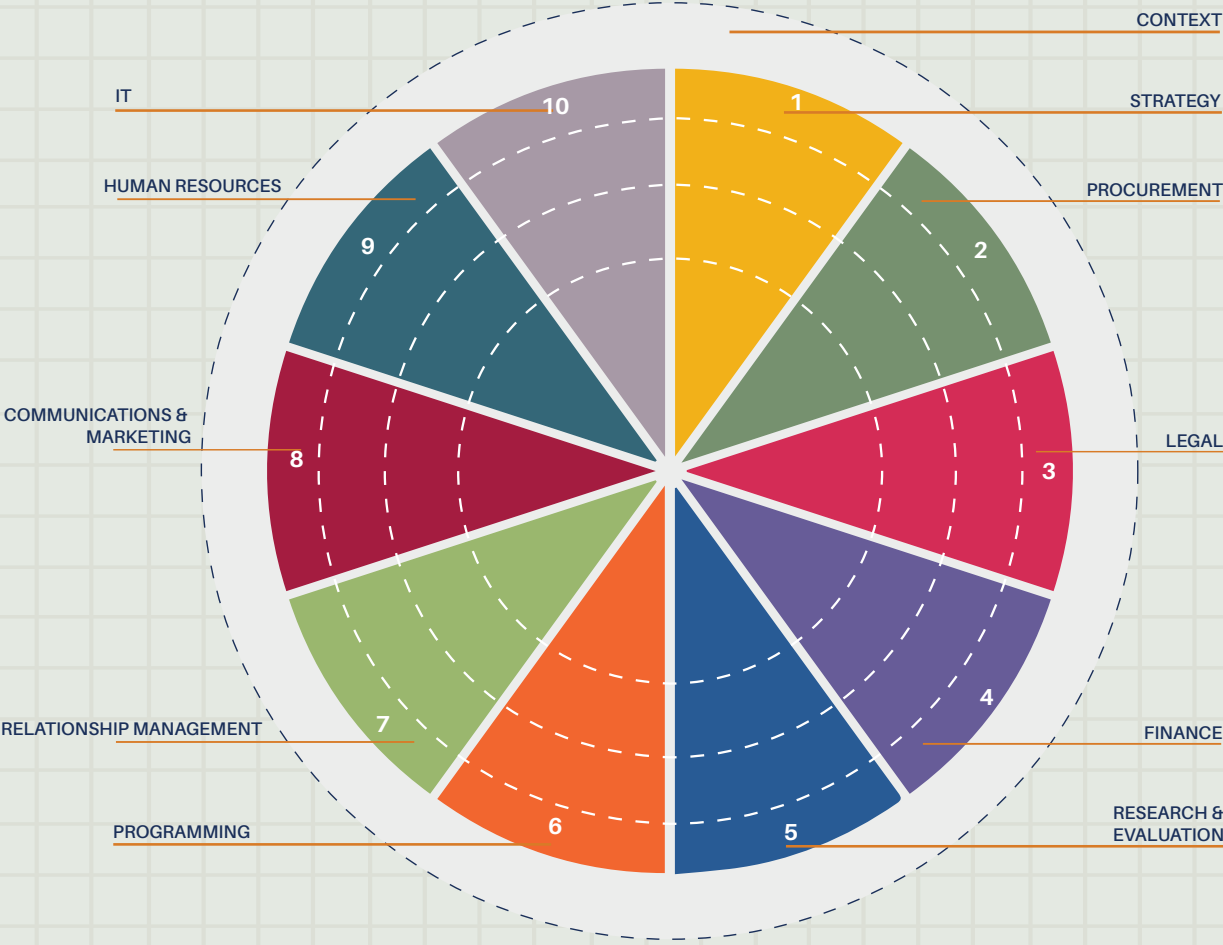 CONTEXT
IT
10
1
STRATEGY
HUMAN RESOURCES
PROCUREMENT
9
2
COMMUNICATIONS &
MARKETING
8
LEGAL
3
4
7
RELATIONSHIP MANAGEMENT
FINANCE
RESEARCH &
EVALUATION
PROGRAMMING
6
5